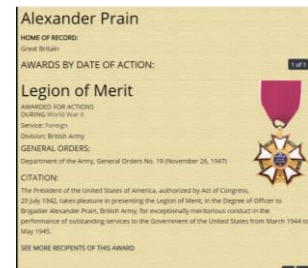 Alexander Prain
HOME OF RECORD:
Great Britain
AWARDS BY DATE OF ACTION:
1 of 1
Legion of Merit
AWARDED FOR ACTIONS
DURING World War II
Service: Foreign
Division: British Army
GENERAL ORDERS:
Department of the Army, General Orders No. 19 (November 26, 1947)
CITATION:
The President of the United States of America, authorized by Act of Congress,
20 July 1942, takes pleasure in presenting the Legion of Merit, in the Degree of Officer to
Brigadier Alexander Prain, British Army, for exceptionally meritorious conduct in the
performance of outstanding services to the Government of the United States from March 1944 to
May 1945.
SEE MORE RECIPIENTS OF THIS AWARD